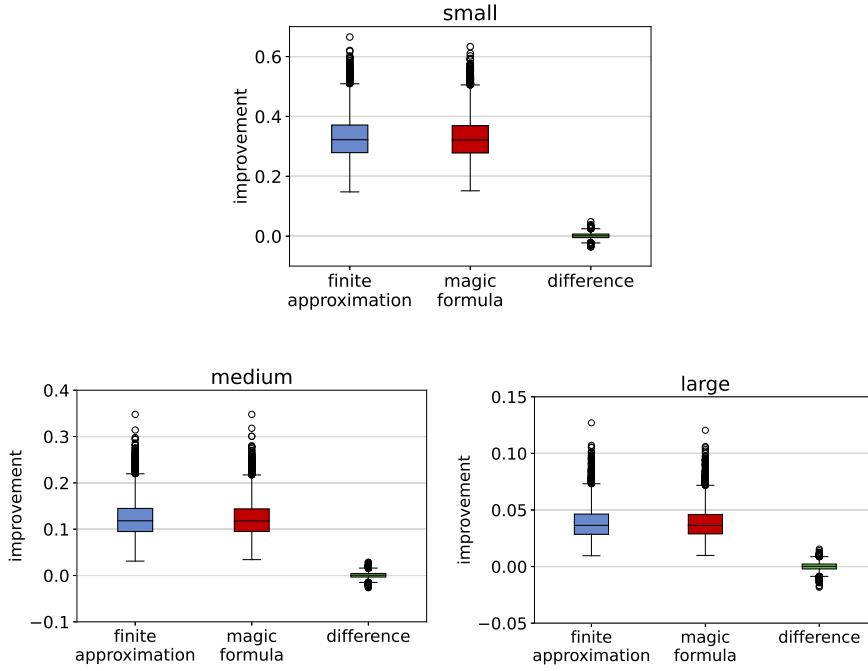 small
0.6
0.4
0.2
0.0
improvement
finite
approximation
magic
formula
difference
medium
0.4
0.3
0.2
0.1
0.0
−0.1
improvement
finite
approximation
magic
formula
difference
large
0.15
0.10
0.05
0.00
−0.05
improvement
finite
approximation
magic
formula
difference